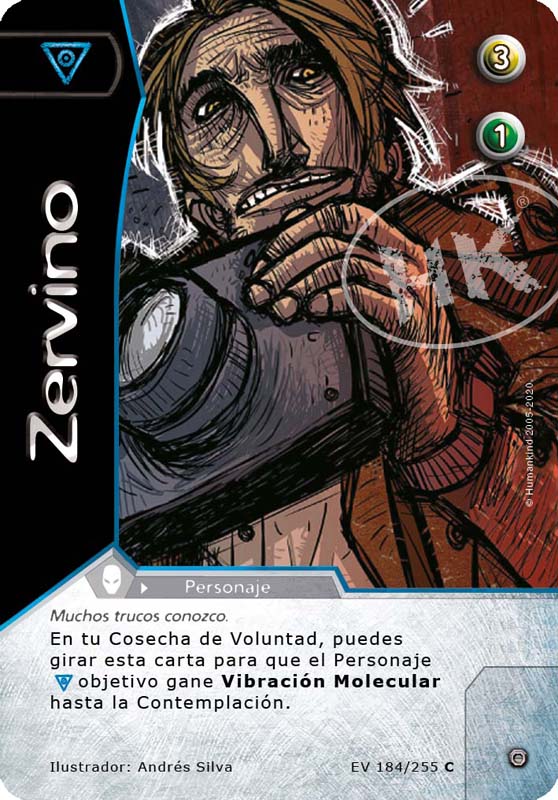 3
1
Zervino
HK®
© Humankind 2005-2020.
Personaje
Muchos trucos conozco.
En tu Cosecha de Voluntad, puedes
girar esta carta para que el Personaje
objetivo gane Vibración Molecular
hasta la Contemplación.
Ilustrador: Andrés Silva
EV 184/255 C